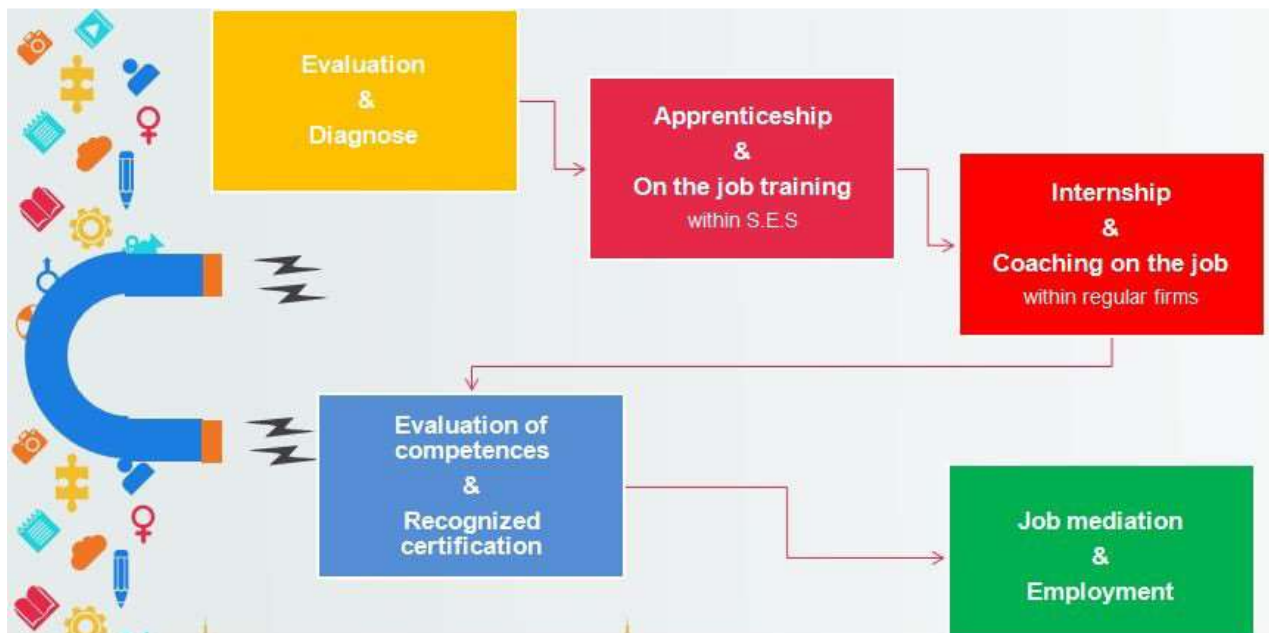 Evaluation
&
Diagnose
Apprenticeship
&
On the job training
within S.E.S
Internship
&
Coaching on the job
within regular firms
Evaluation of
competences
&
Recognized
certification
Job mediation
&
Employment